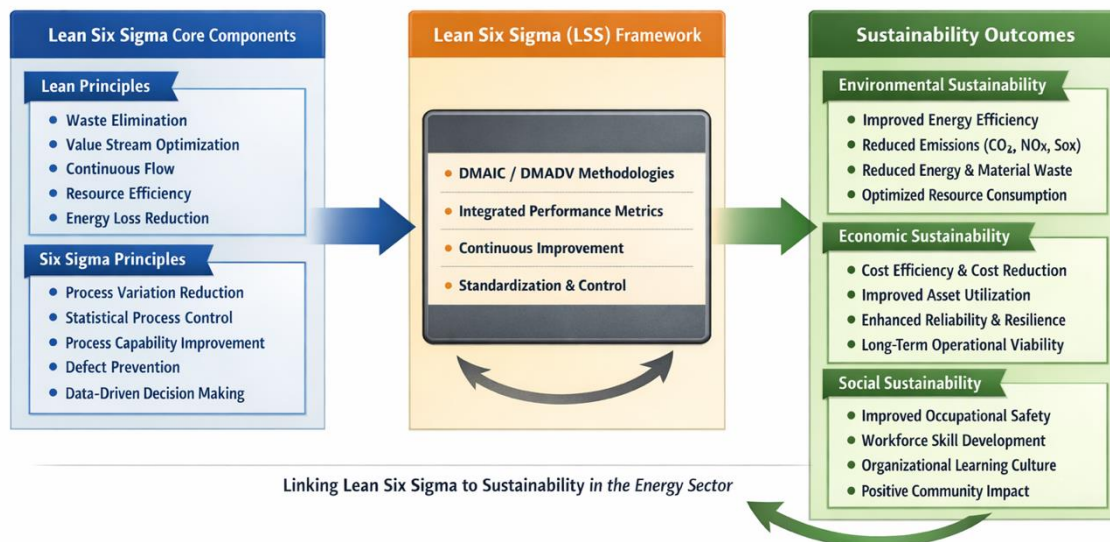 Lean Six Sigma Core Components
Lean Principles
• Waste Elimination
• Value Stream Optimization
• Continuous Flow
• Resource Efficiency
• Energy Loss Reduction
Six Sigma Principles
• Process Variation Reduction
• Statistical Process Control
• Process Capability Improvement
• Defect Prevention
• Data-Driven Decision Making
Lean Six Sigma (LSS) Framework
• DMAIC / DMADV Methodologies
• Integrated Performance Metrics
• Continuous Improvement
• Standardization & Control
Sustainability Outcomes
Environmental Sustainability
• Improved Energy Efficiency
• Reduced Emissions (CO₂, NOx, Sox)
• Reduced Energy & Material Waste
• Optimized Resource Consumption
Economic Sustainability
• Cost Efficiency & Cost Reduction
• Improved Asset Utilization
• Enhanced Reliability & Resilience
• Long-Term Operational Viability
Social Sustainability
• Improved Occupational Safety
• Workforce Skill Development
• Organizational Learning Culture
• Positive Community Impact
Linking Lean Six Sigma to Sustainability in the Energy Sector